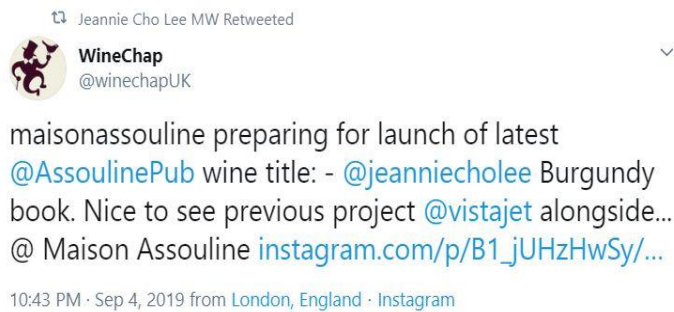 Jeannie Cho Lee MW Retweeted
WineChap
@winechapUK
maisonassouline preparing for launch of latest
@AssoulinePub wine title: - @jeanniecholee Burgundy
book. Nice to see previous project @vistajet alongside...
@ Maison Assouline instagram.com/p/B1_jUHzHwSy/...
10:43 PM · Sep 4, 2019 from London, England · Instagram